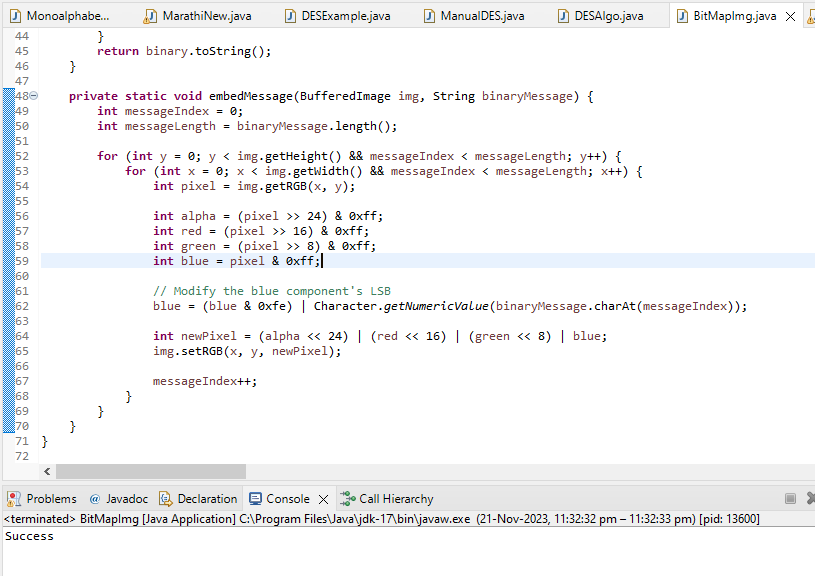 Monoalphabe... MarathiNew.java DESExample.java ManualDES.java DESAlgo.java BitMapImg.java
44 }
45 return binary.toString();
46 }
47
48 private static void embedMessage(BufferedImage img, String binaryMessage) {
49 int messageIndex = 0;
50 int messageLength = binaryMessage.length();
51
52 for (int y = 0; y < img.getHeight() && messageIndex < messageLength; y++) {
53 for (int x = 0; x < img.getWidth() && messageIndex < messageLength; x++) {
54 int pixel = img.getRGB(x, y);
55
56 int alpha = (pixel >> 24) & 0xff;
57 int red = (pixel >> 16) & 0xff;
58 int green = (pixel >> 8) & 0xff;
59 int blue = pixel & 0xff;
60
61 // Modify the blue component's LSB
62 blue = (blue & 0xfe) | Character.getNumericValue(binaryMessage.charAt(messageIndex));
63
64 int newPixel = (alpha << 24) | (red << 16) | (green << 8) | blue;
65 img.setRGB(x, y, newPixel);
66
67 messageIndex++;
68 }
69 }
70 }
71 }
72
Problems @ Javadoc Declaration Console Call Hierarchy
<terminated> BitMapImg [Java Application] C:\Program Files\Java\jdk-17\bin\javaw.exe (21-Nov-2023, 11:32:32 pm – 11:32:33 pm) [pid: 13600]
Success